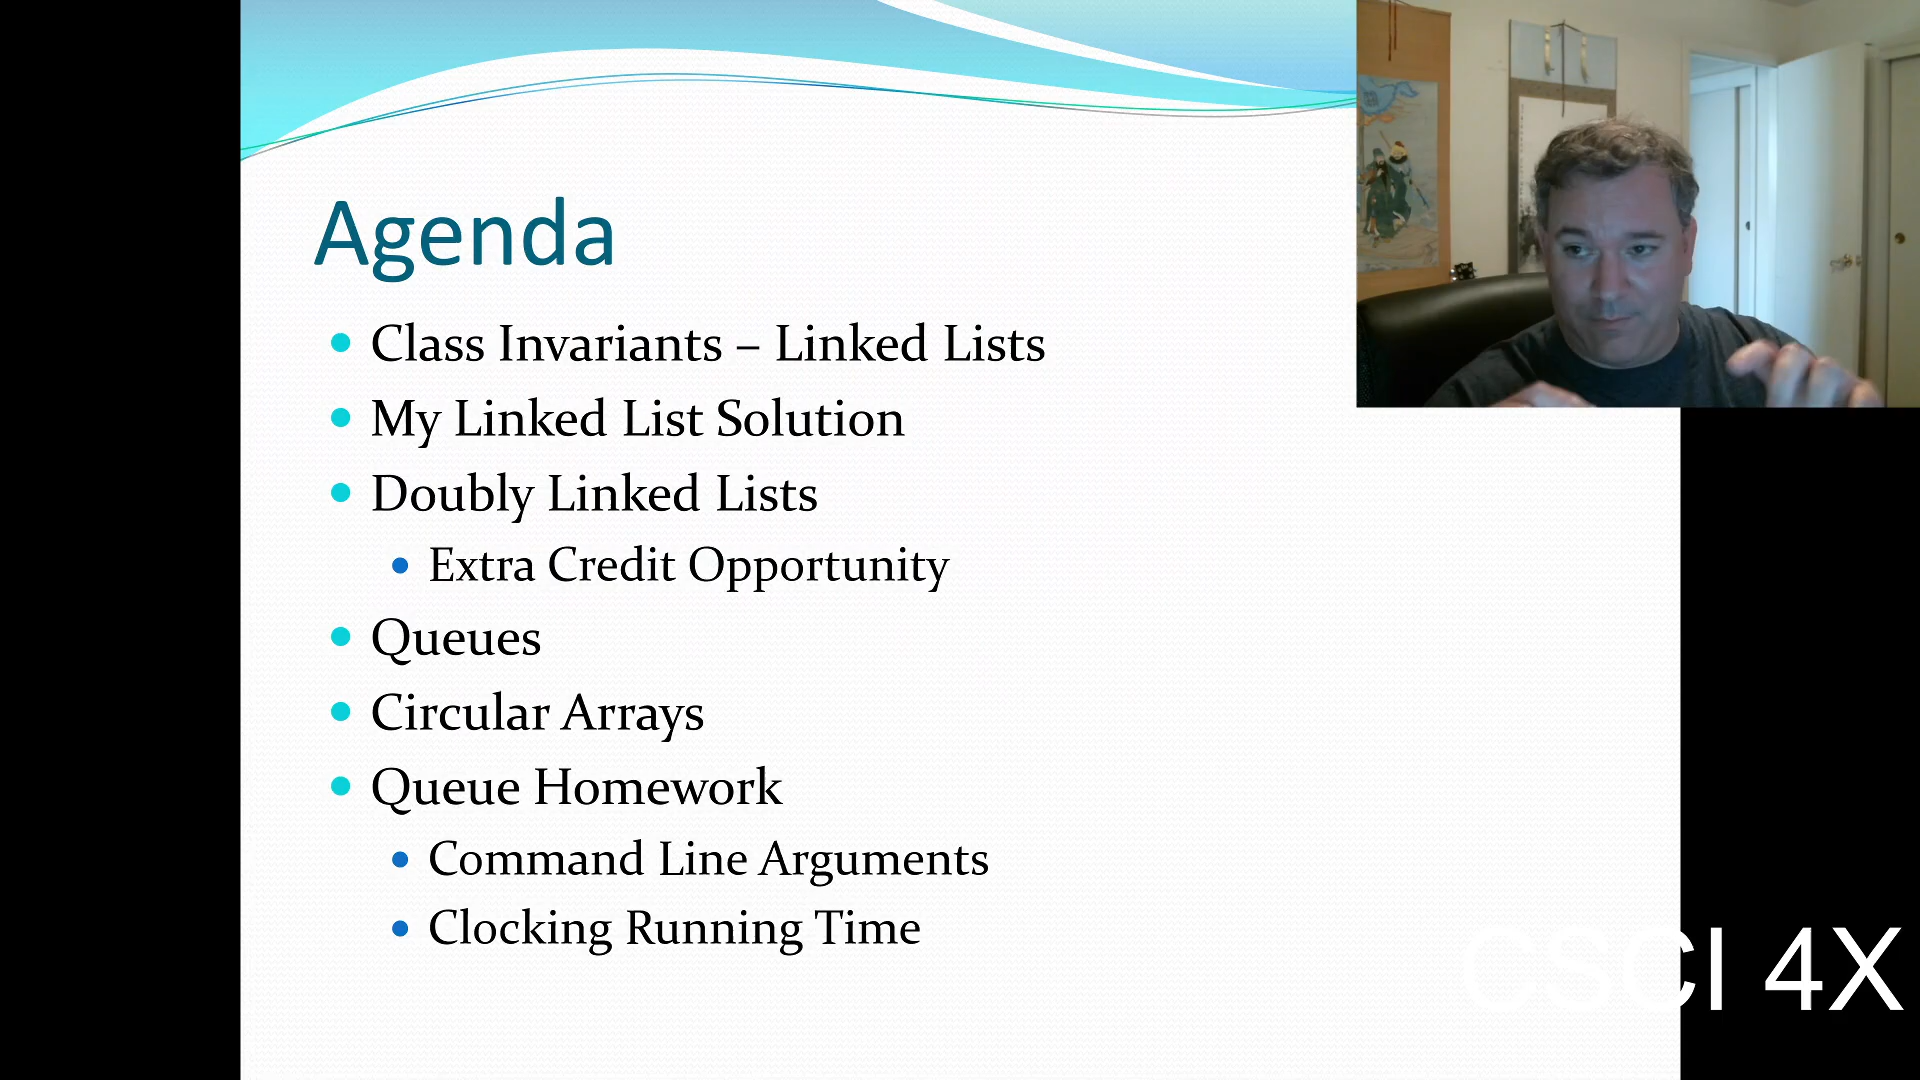 Agenda
Class Invariants – Linked Lists
My Linked List Solution
Doubly Linked Lists
Extra Credit Opportunity
Queues
Circular Arrays
Queue Homework
Command Line Arguments
Clocking Running Time
CSCI 4X